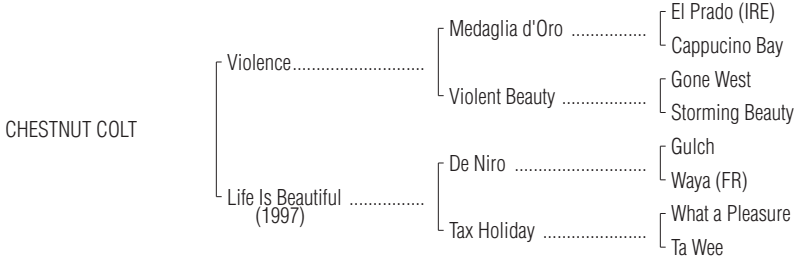 El Prado (IRE)
Medaglia d'Oro ................
Cappucino Bay
Violence............................
Gone West
Violent Beauty ..................
Storming Beauty
CHESTNUT COLT
Gulch
De Niro ............................
Waya (FR)
Life Is Beautiful ................
(1997)
What a Pleasure
Tax Holiday ......................
Ta Wee